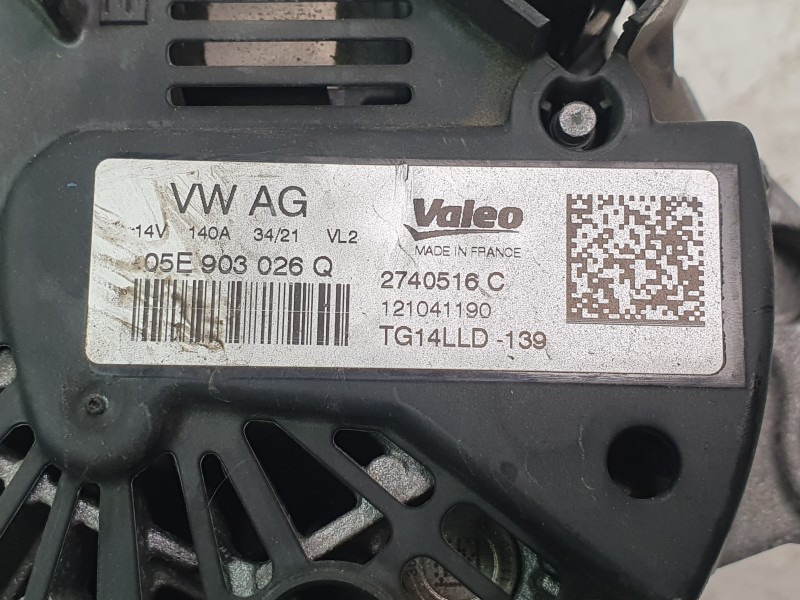 VW AG
14V 140A 34/21 VL2
05E 903 026 Q
Valeo
MADE IN FRANCE
2740516 C
121041190
TG14LLD -139